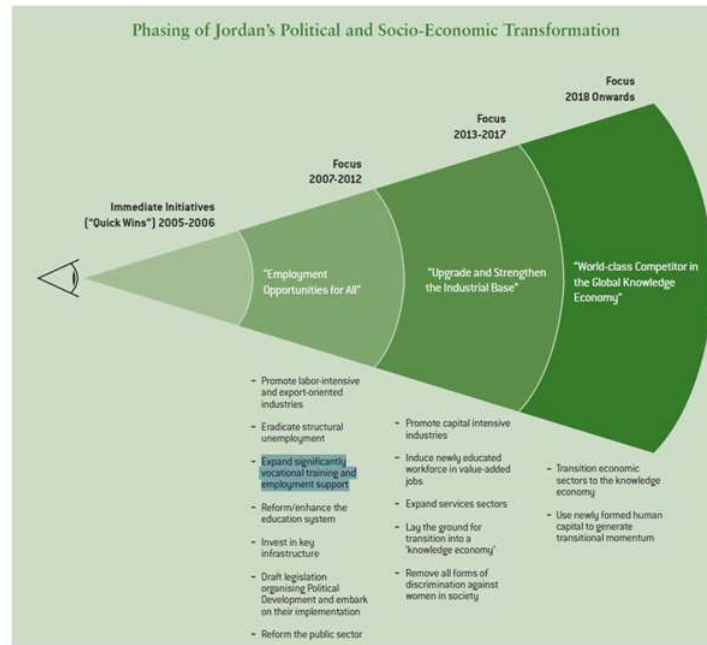 Phasing of Jordan's Political and Socio-Economic Transformation
Focus
2018 Onwards
Focus
2013-2017
Focus
2007-2012
Immediate Initiatives
("Quick Wins") 2005-2006
"Employment
Opportunities for All"
"Upgrade and Strengthen
the Industrial Base"
"World-class Competitor in
the Global Knowledge
Economy"
- Promote labor-intensive
and export-oriented
industries
- Eradicate structural
unemployment
- Expand significantly
vocational training and
employment support
- Reform/enhance the
education system
- Invest in key
infrastructure
- Draft legislation
organising Political
Development and embark
on their implementation
- Reform the public sector
- Promote capital intensive
industries
- Induce newly educated
workforce in value-added
jobs
- Expand services sectors
- Lay the ground for
transition into a
'knowledge economy'
- Remove all forms of
discrimination against
women in society
- Transition economic
sectors to the knowledge
economy
- Use newly formed human
capital to generate
transitional momentum